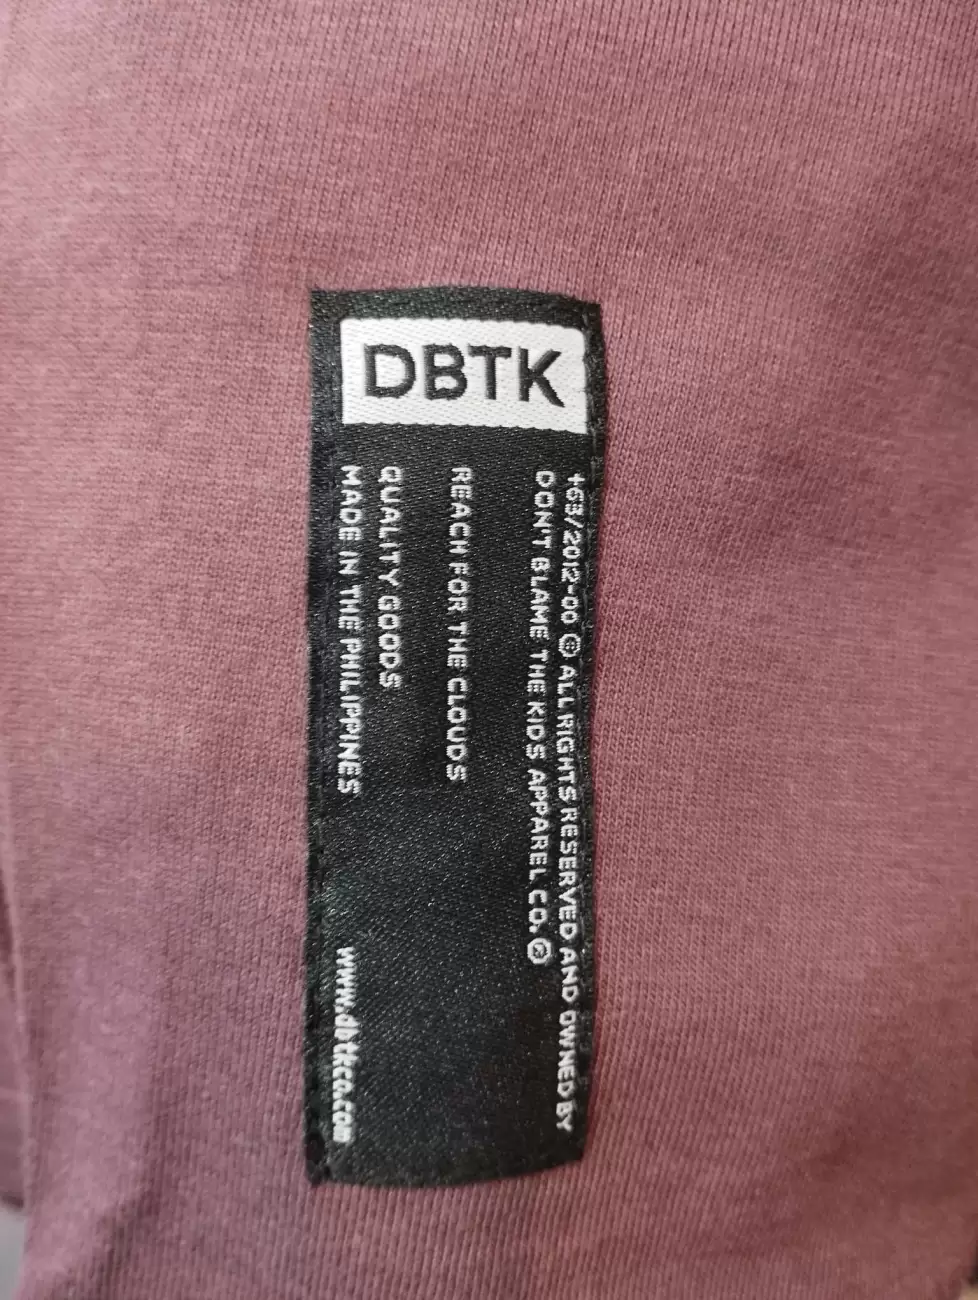 DBTK
+63/2012-00 © ALL RIGHTS RESERVED AND OWNED BY
DON'T BLAME THE KIDS APPAREL CO.®
REACH FOR THE CLOUDS
QUALITY GOODS
MADE IN THE PHILIPPINES
www.dbtkco.com